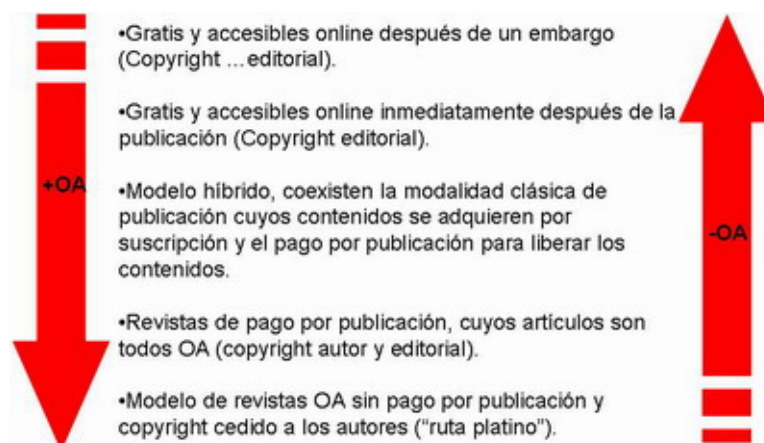 •Gratis y accesibles online después de un embargo
(Copyright ... editorial).
•Gratis y accesibles online inmediatamente después de la
publicación (Copyright editorial).
+OA
•Modelo híbrido, coexisten la modalidad clásica de
publicación cuyos contenidos se adquieren por
suscripción y el pago por publicación para liberar los
contenidos.
-OA
•Revistas de pago por publicación, cuyos artículos son
todos OA (copyright autor y editorial).
•Modelo de revistas OA sin pago por publicación y
copyright cedido a los autores (“ruta platino”).